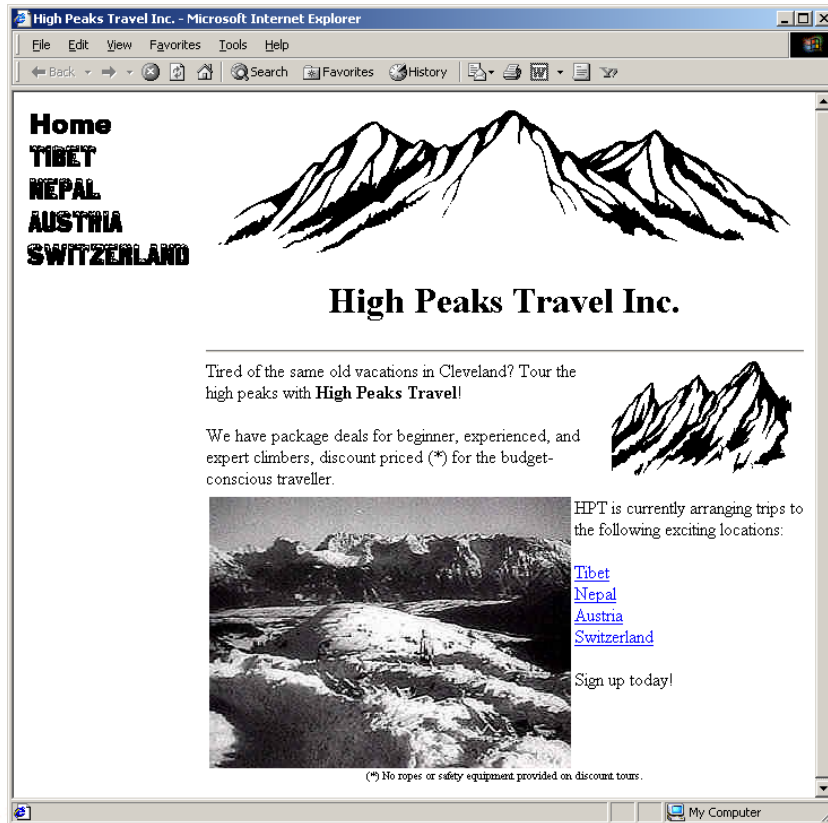 High Peaks Travel Inc. - Microsoft Internet Explorer
File Edit View Favorites Tools Help
Back Search Favorites History
Home
TIBET
NEPAL
AUSTRIA
SWITZERLAND
High Peaks Travel Inc.
Tired of the same old vacations in Cleveland? Tour the
high peaks with High Peaks Travel!
We have package deals for beginner, experienced, and
expert climbers, discount priced (*) for the budget-
conscious traveller.
HPT is currently arranging trips to
the following exciting locations:
Tibet
Nepal
Austria
Switzerland
Sign up today!
(*) No ropes or safety equipment provided on discount tours.
My Computer